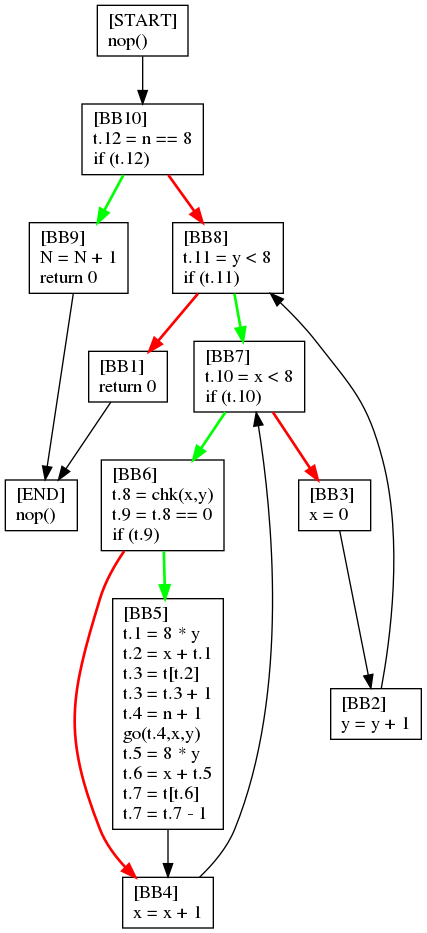 [START]
nop()
[BB10]
t.12 = n == 8
if (t.12)
[BB9]
N = N + 1
return 0
[BB8]
t.11 = y < 8
if (t.11)
[BB1]
return 0
[BB7]
t.10 = x < 8
if (t.10)
[END]
nop()
[BB6]
t.8 = chk(x,y)
t.9 = t.8 == 0
if (t.9)
[BB3]
x = 0
[BB5]
t.1 = 8 * y
t.2 = x + t.1
t.3 = t[t.2]
t.3 = t.3 + 1
t.4 = n + 1
go(t.4,x,y)
t.5 = 8 * y
t.6 = x + t.5
t.7 = t[t.6]
t.7 = t.7 - 1
[BB2]
y = y + 1
[BB4]
x = x + 1